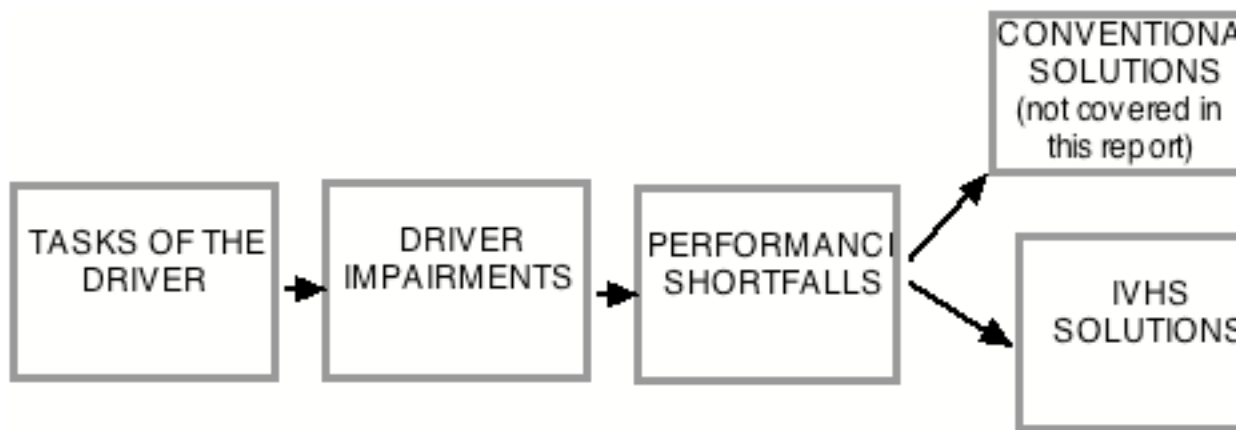 CONVENTIONA
SOLUTIONS
(not covered in
this report)
TASKS OF THE
DRIVER
DRIVER
IMPAIRMENTS
PERFORMANC
SHORTFALLS
IVHS
SOLUTIONS